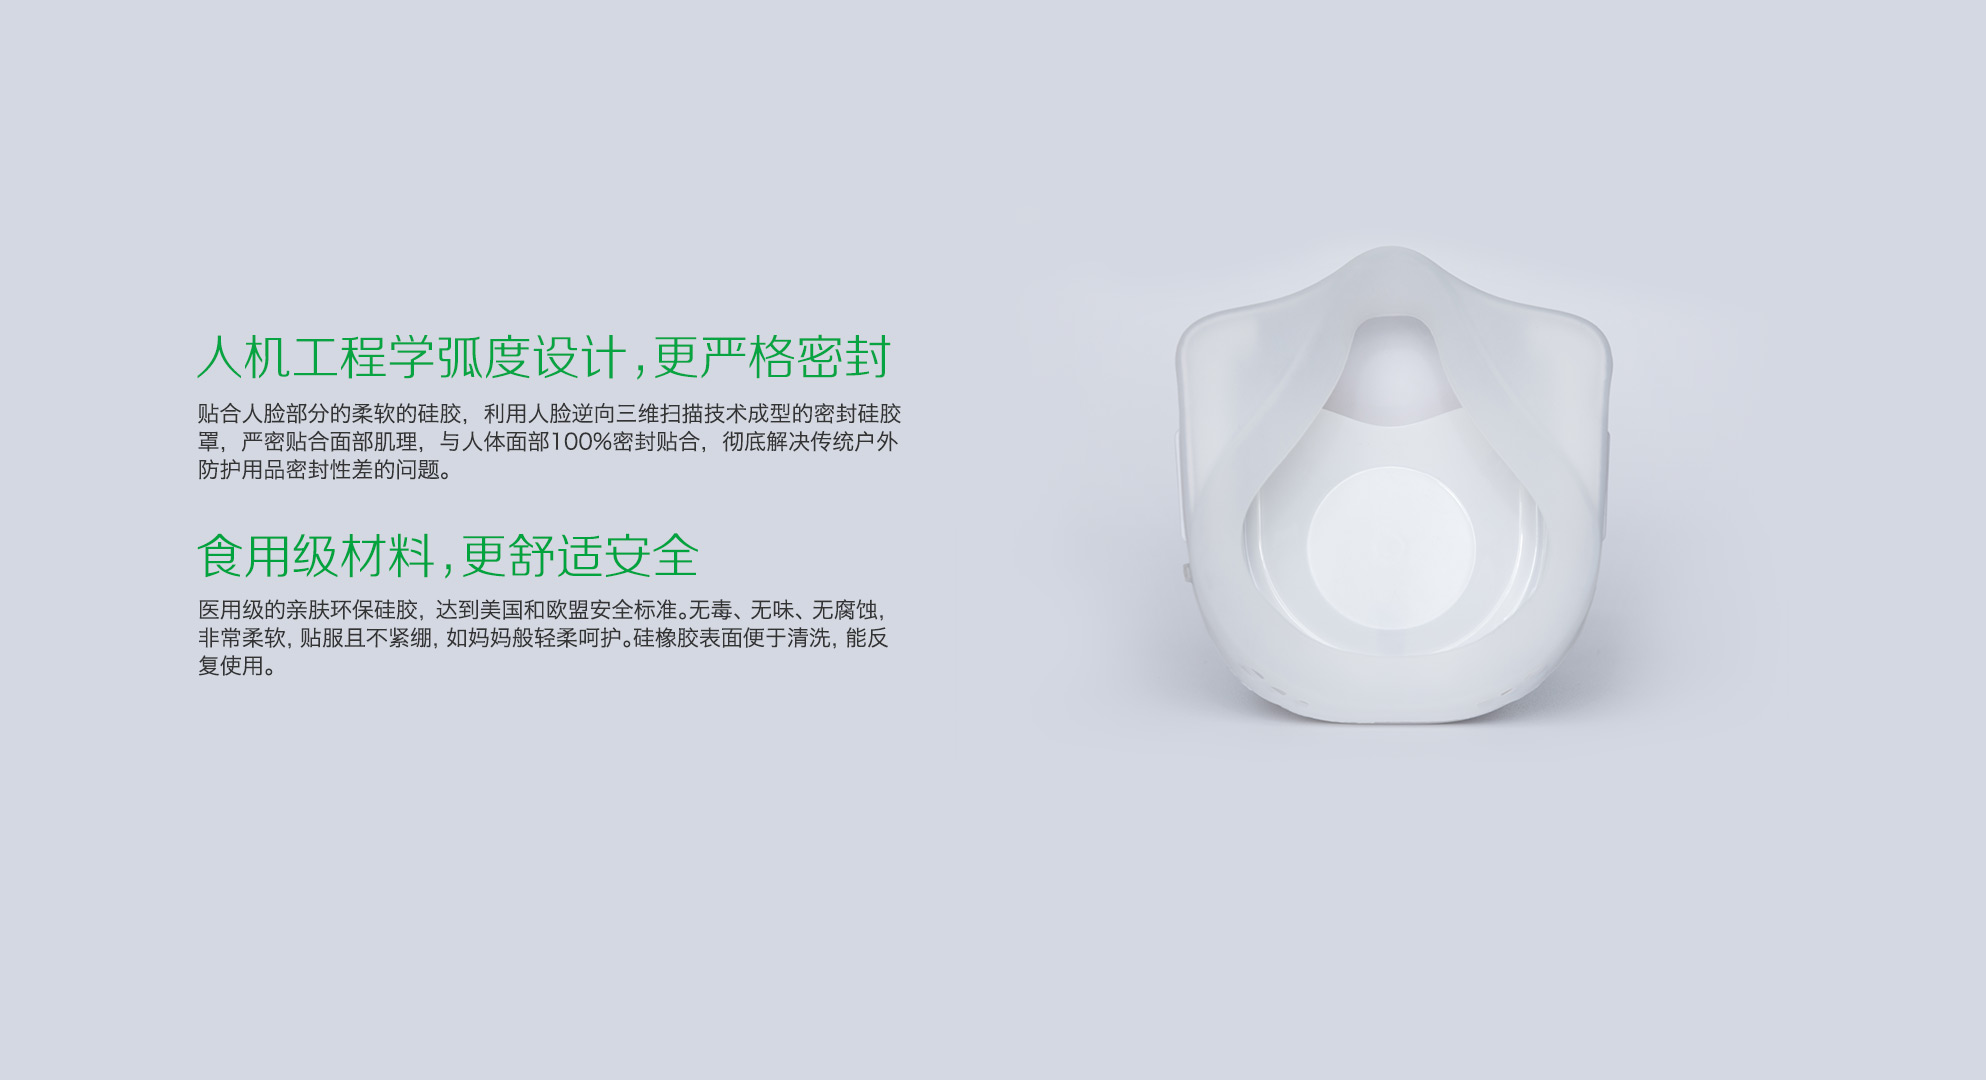 人机工程学弧度设计,更严格密封
贴合人脸部分的柔软的硅胶，利用人脸逆向三维扫描技术成型的密封硅胶
罩，严密贴合面部肌理，与人体面部100%密封贴合，彻底解决传统户外
防护用品密封性差的问题。
食用级材料,更舒适安全
医用级的亲肤环保硅胶, 达到美国和欧盟安全标准。无毒、无味、无腐蚀,
非常柔软, 贴服且不紧绷, 如妈妈般轻柔呵护。硅橡胶表面便于清洗, 能反
复使用。